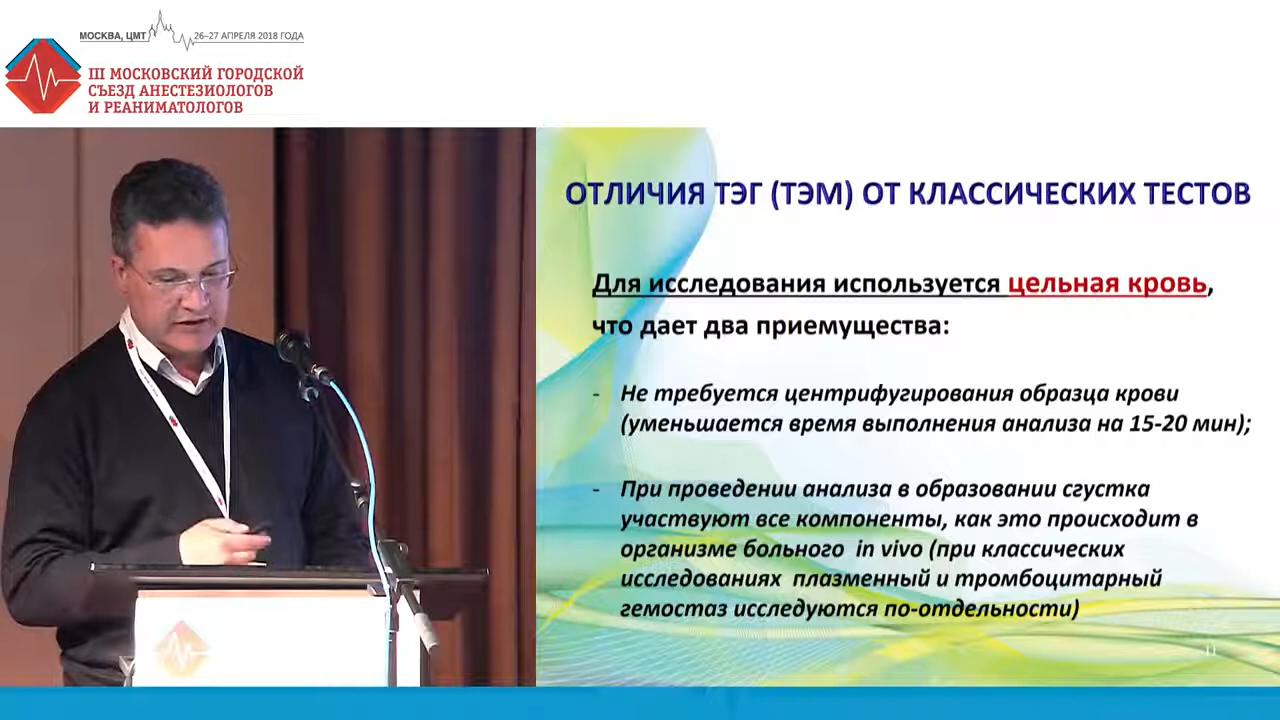 МОСКВА, ЦМТ
26–27 АПРЕЛЯ 2018 ГОДА
III МОСКОВСКИЙ ГОРОДСКОЙ
СЪЕЗД АНЕСТЕЗИОЛОГОВ
И РЕАНИМАТОЛОГОВ
ОТЛИЧИЯ ТЭГ (ТЭМ) ОТ КЛАССИЧЕСКИХ ТЕСТОВ
Для исследования используется цельная кровь,
что дает два приемущества:
- Не требуется центрифугирования образца крови
(уменьшается время выполнения анализа на 15-20 мин);
- При проведении анализа в образовании сгустка
участвуют все компоненты, как это происходит в
организме больного in vivo (при классических
исследованиях плазменный и тромбоцитарный
гемостаз исследуются по-отдельности)
11